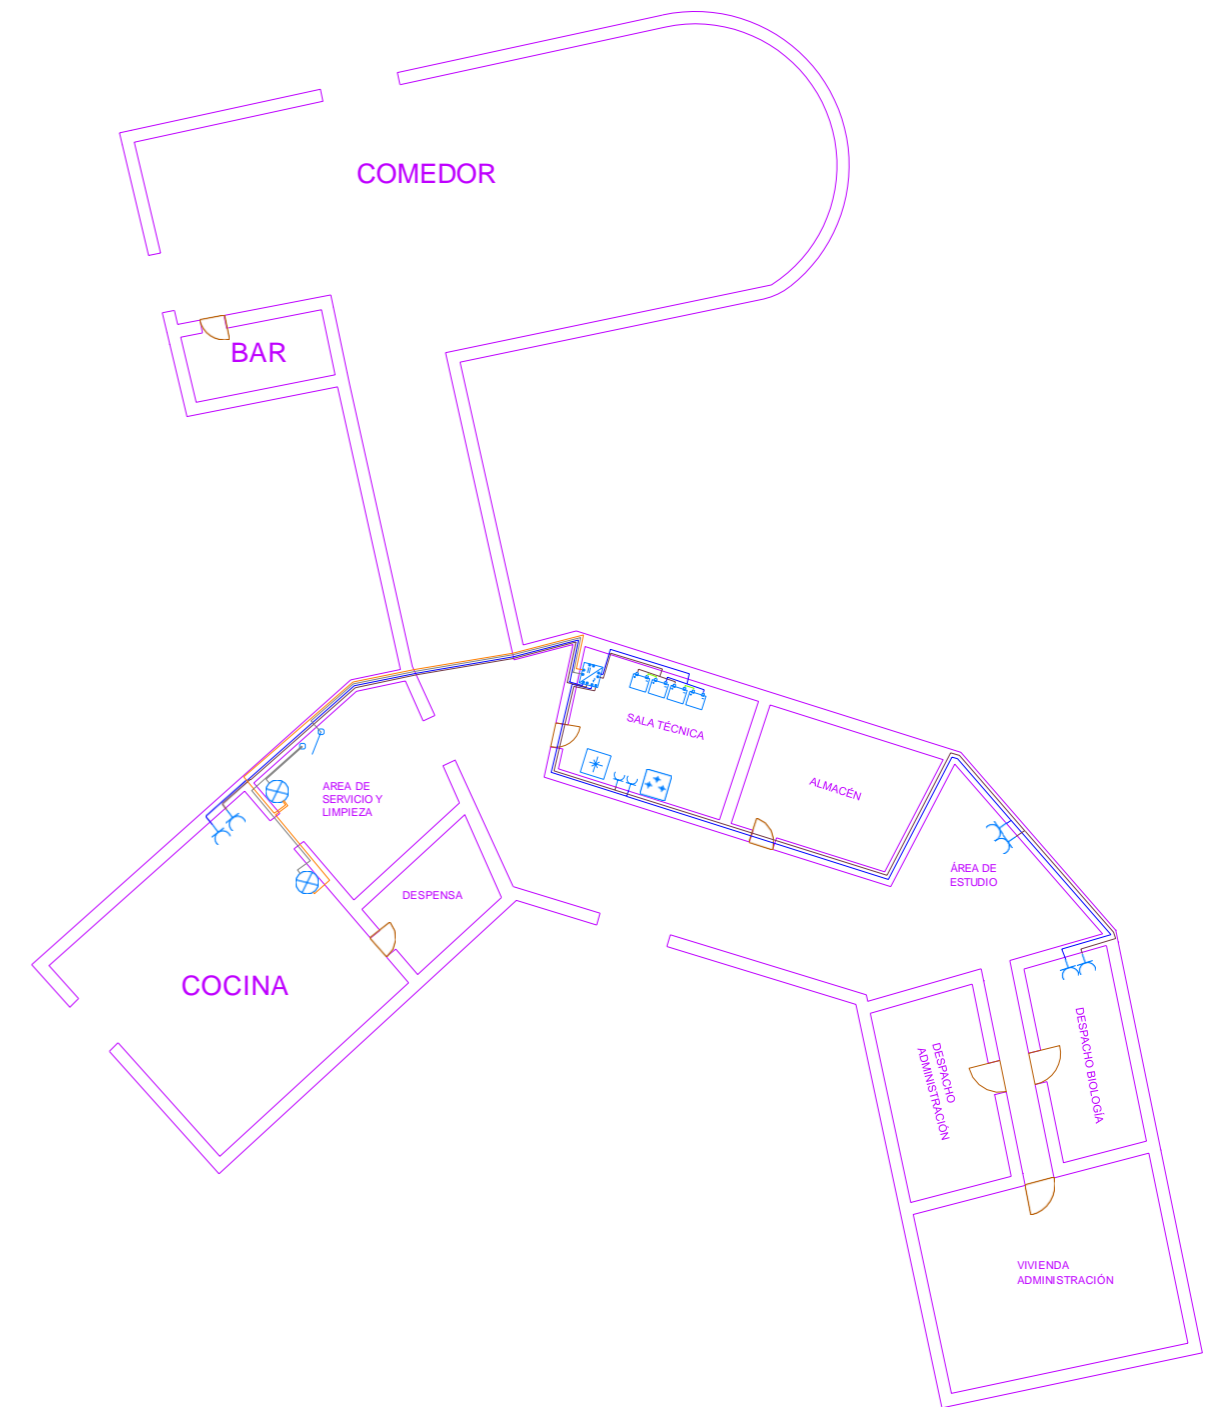 COMEDOR
BAR
SALA TÉCNICA
ALMACÉN
AREA DE
SERVICIO Y
LIMPIEZA
ÁREA DE
ESTUDIO
DESPENSA
COCINA
DESPACHO
ADMINISTRACIÓN
DESPACHO BIOLOGÍA
VIVIENDA
ADMINISTRACIÓN